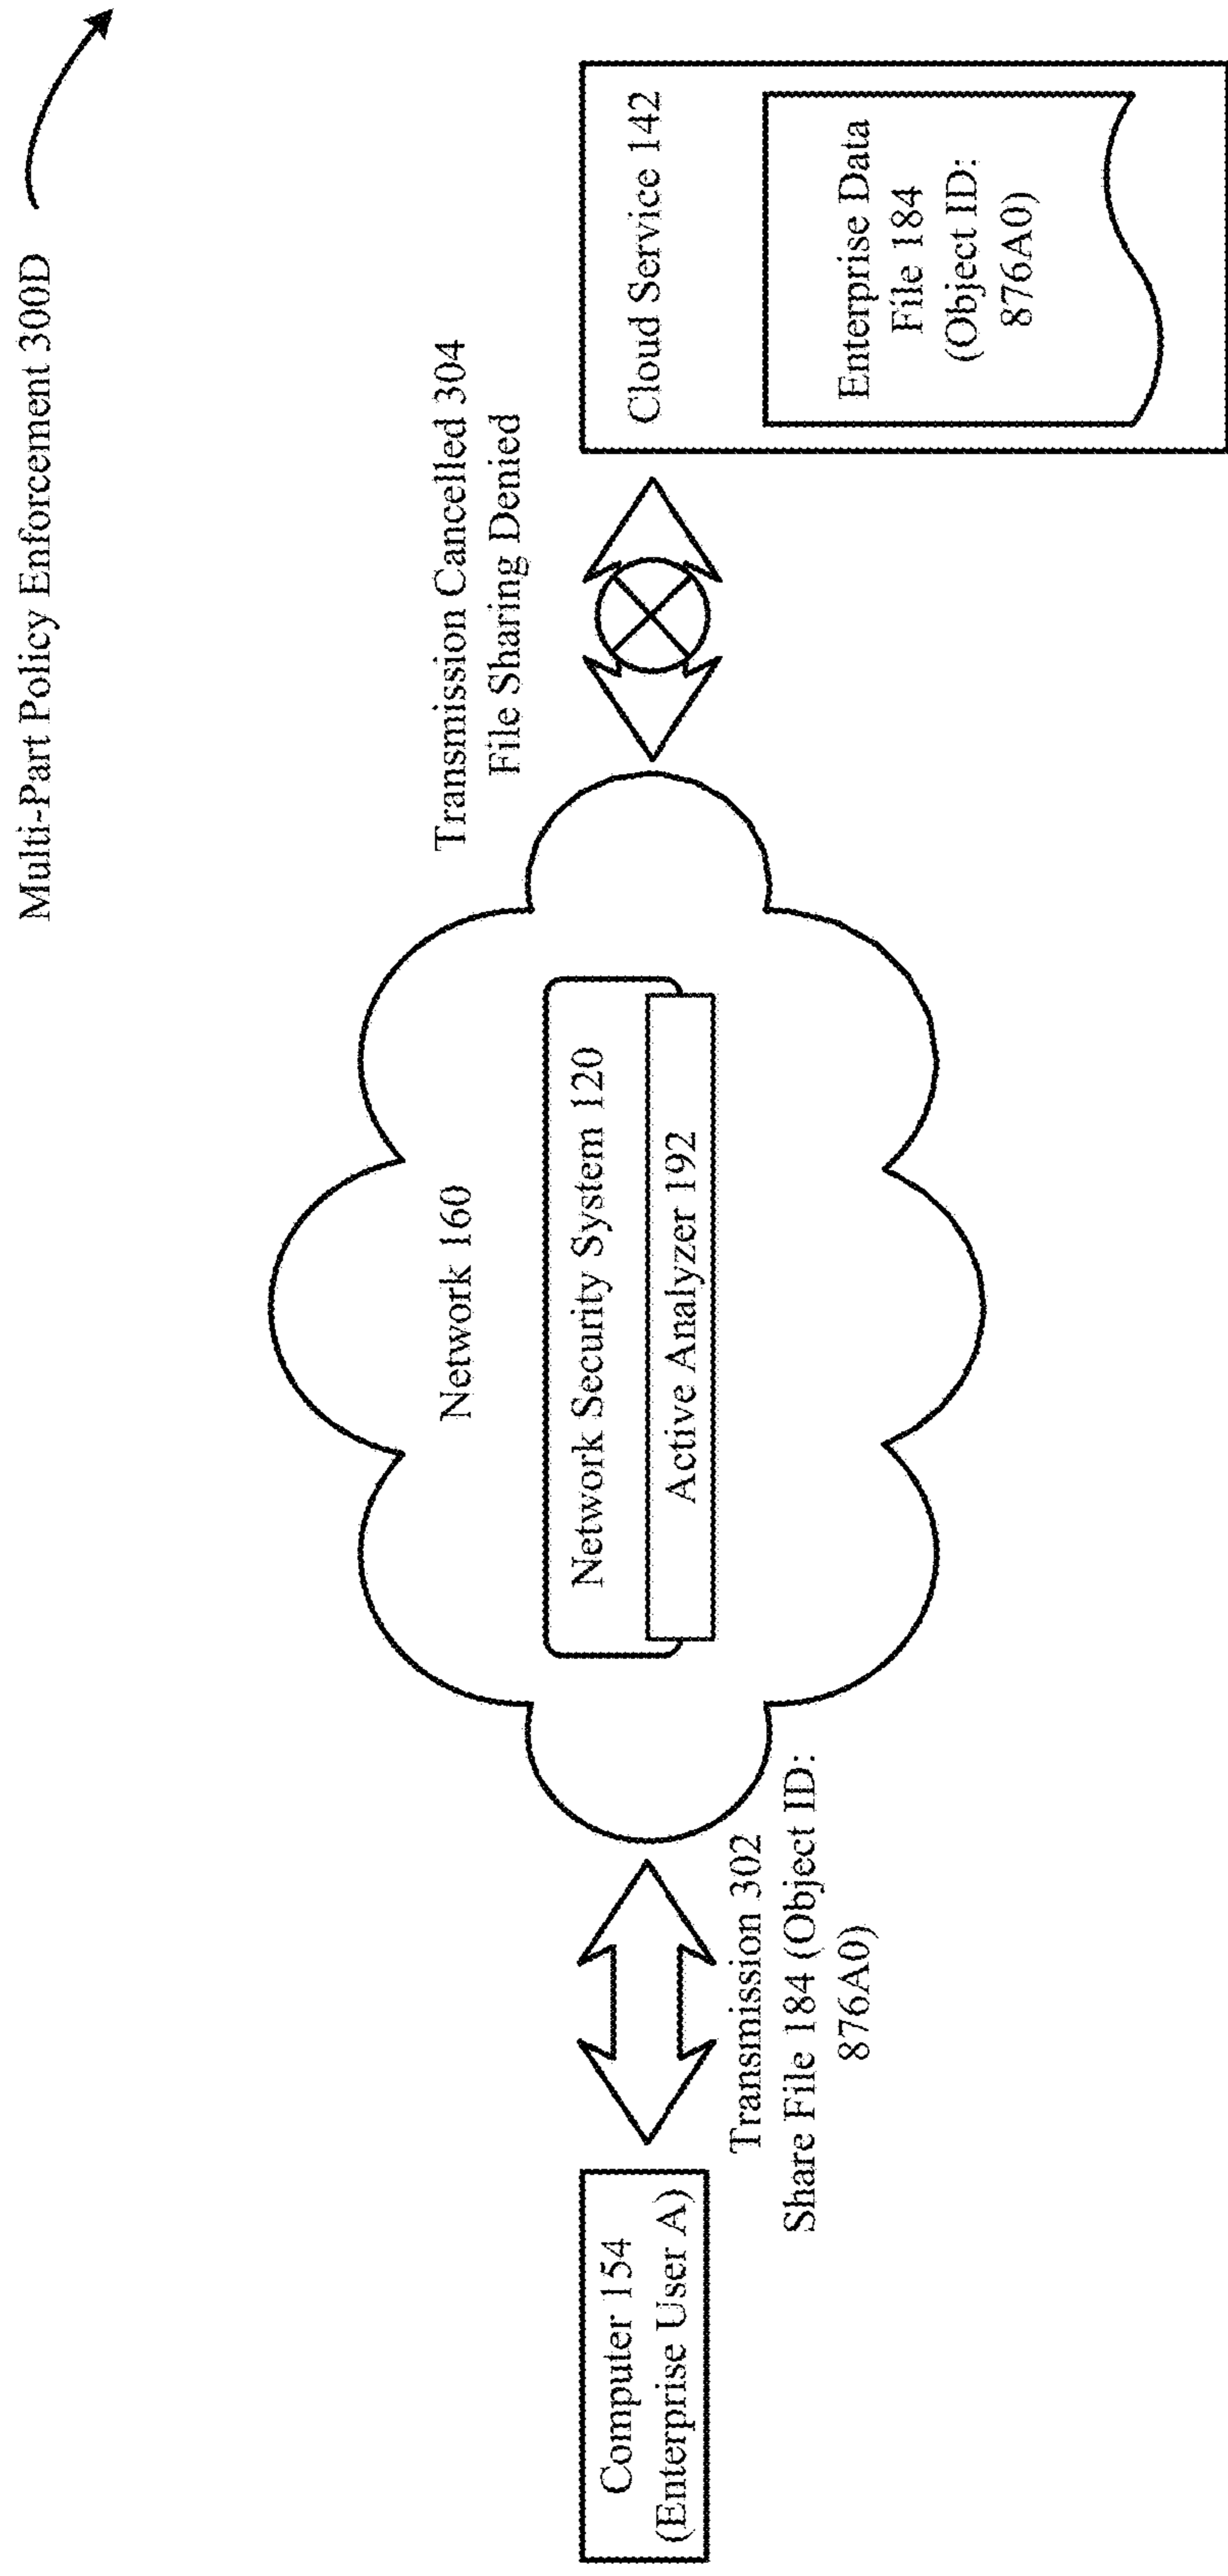 Multi-Part Policy Enforcement 300D
Computer 154
(Enterprise User A)
Transmission 302
Share File 184 (Object ID:
876A0)
Network 160
Network Security System 120
Active Analyzer 192
Transmission Cancelled 304
File Sharing Denied
Cloud Service 142
Enterprise Data
File 184
(Object ID:
876A0)